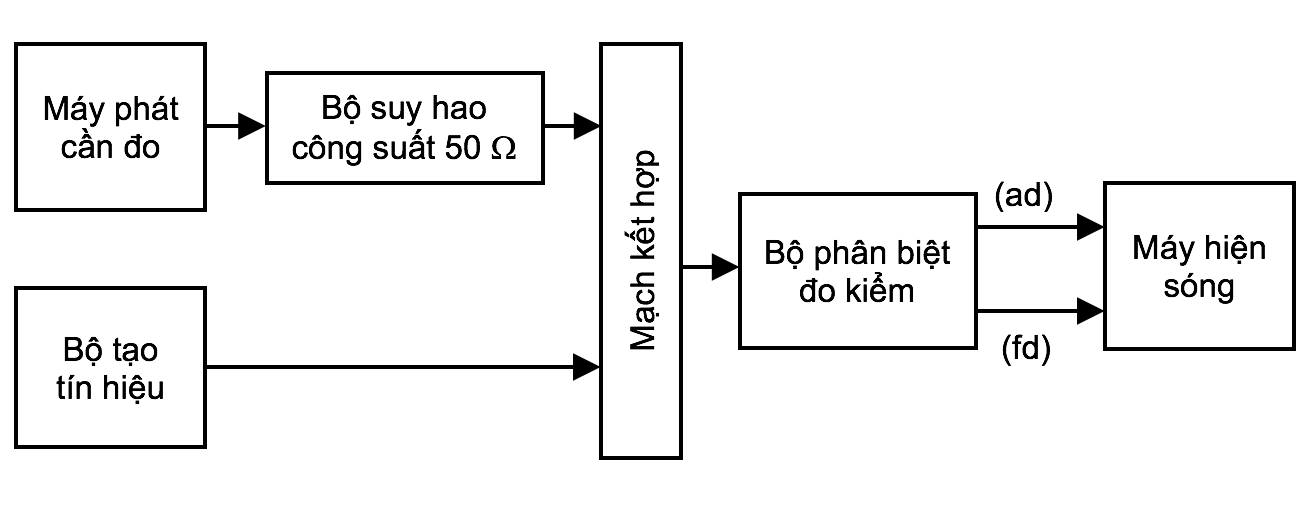 Máy phát
cần đo
Bộ suy hao
công suất 50 Ω
Mạch kết hợp
Bộ tạo
tín hiệu
Bộ phân biệt
đo kiểm
(ad)
(fd)
Máy hiện
sóng